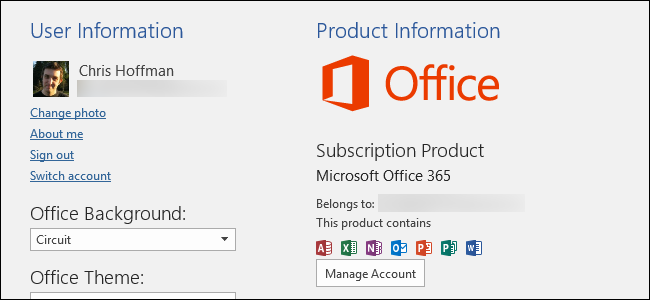 User Information
Chris Hoffman
Change photo
About me
Sign out
Switch account
Office Background:
Circuit
Office Theme:
Product Information
Office
Subscription Product
Microsoft Office 365
Belongs to:
This product contains
A X N O P P W
Manage Account